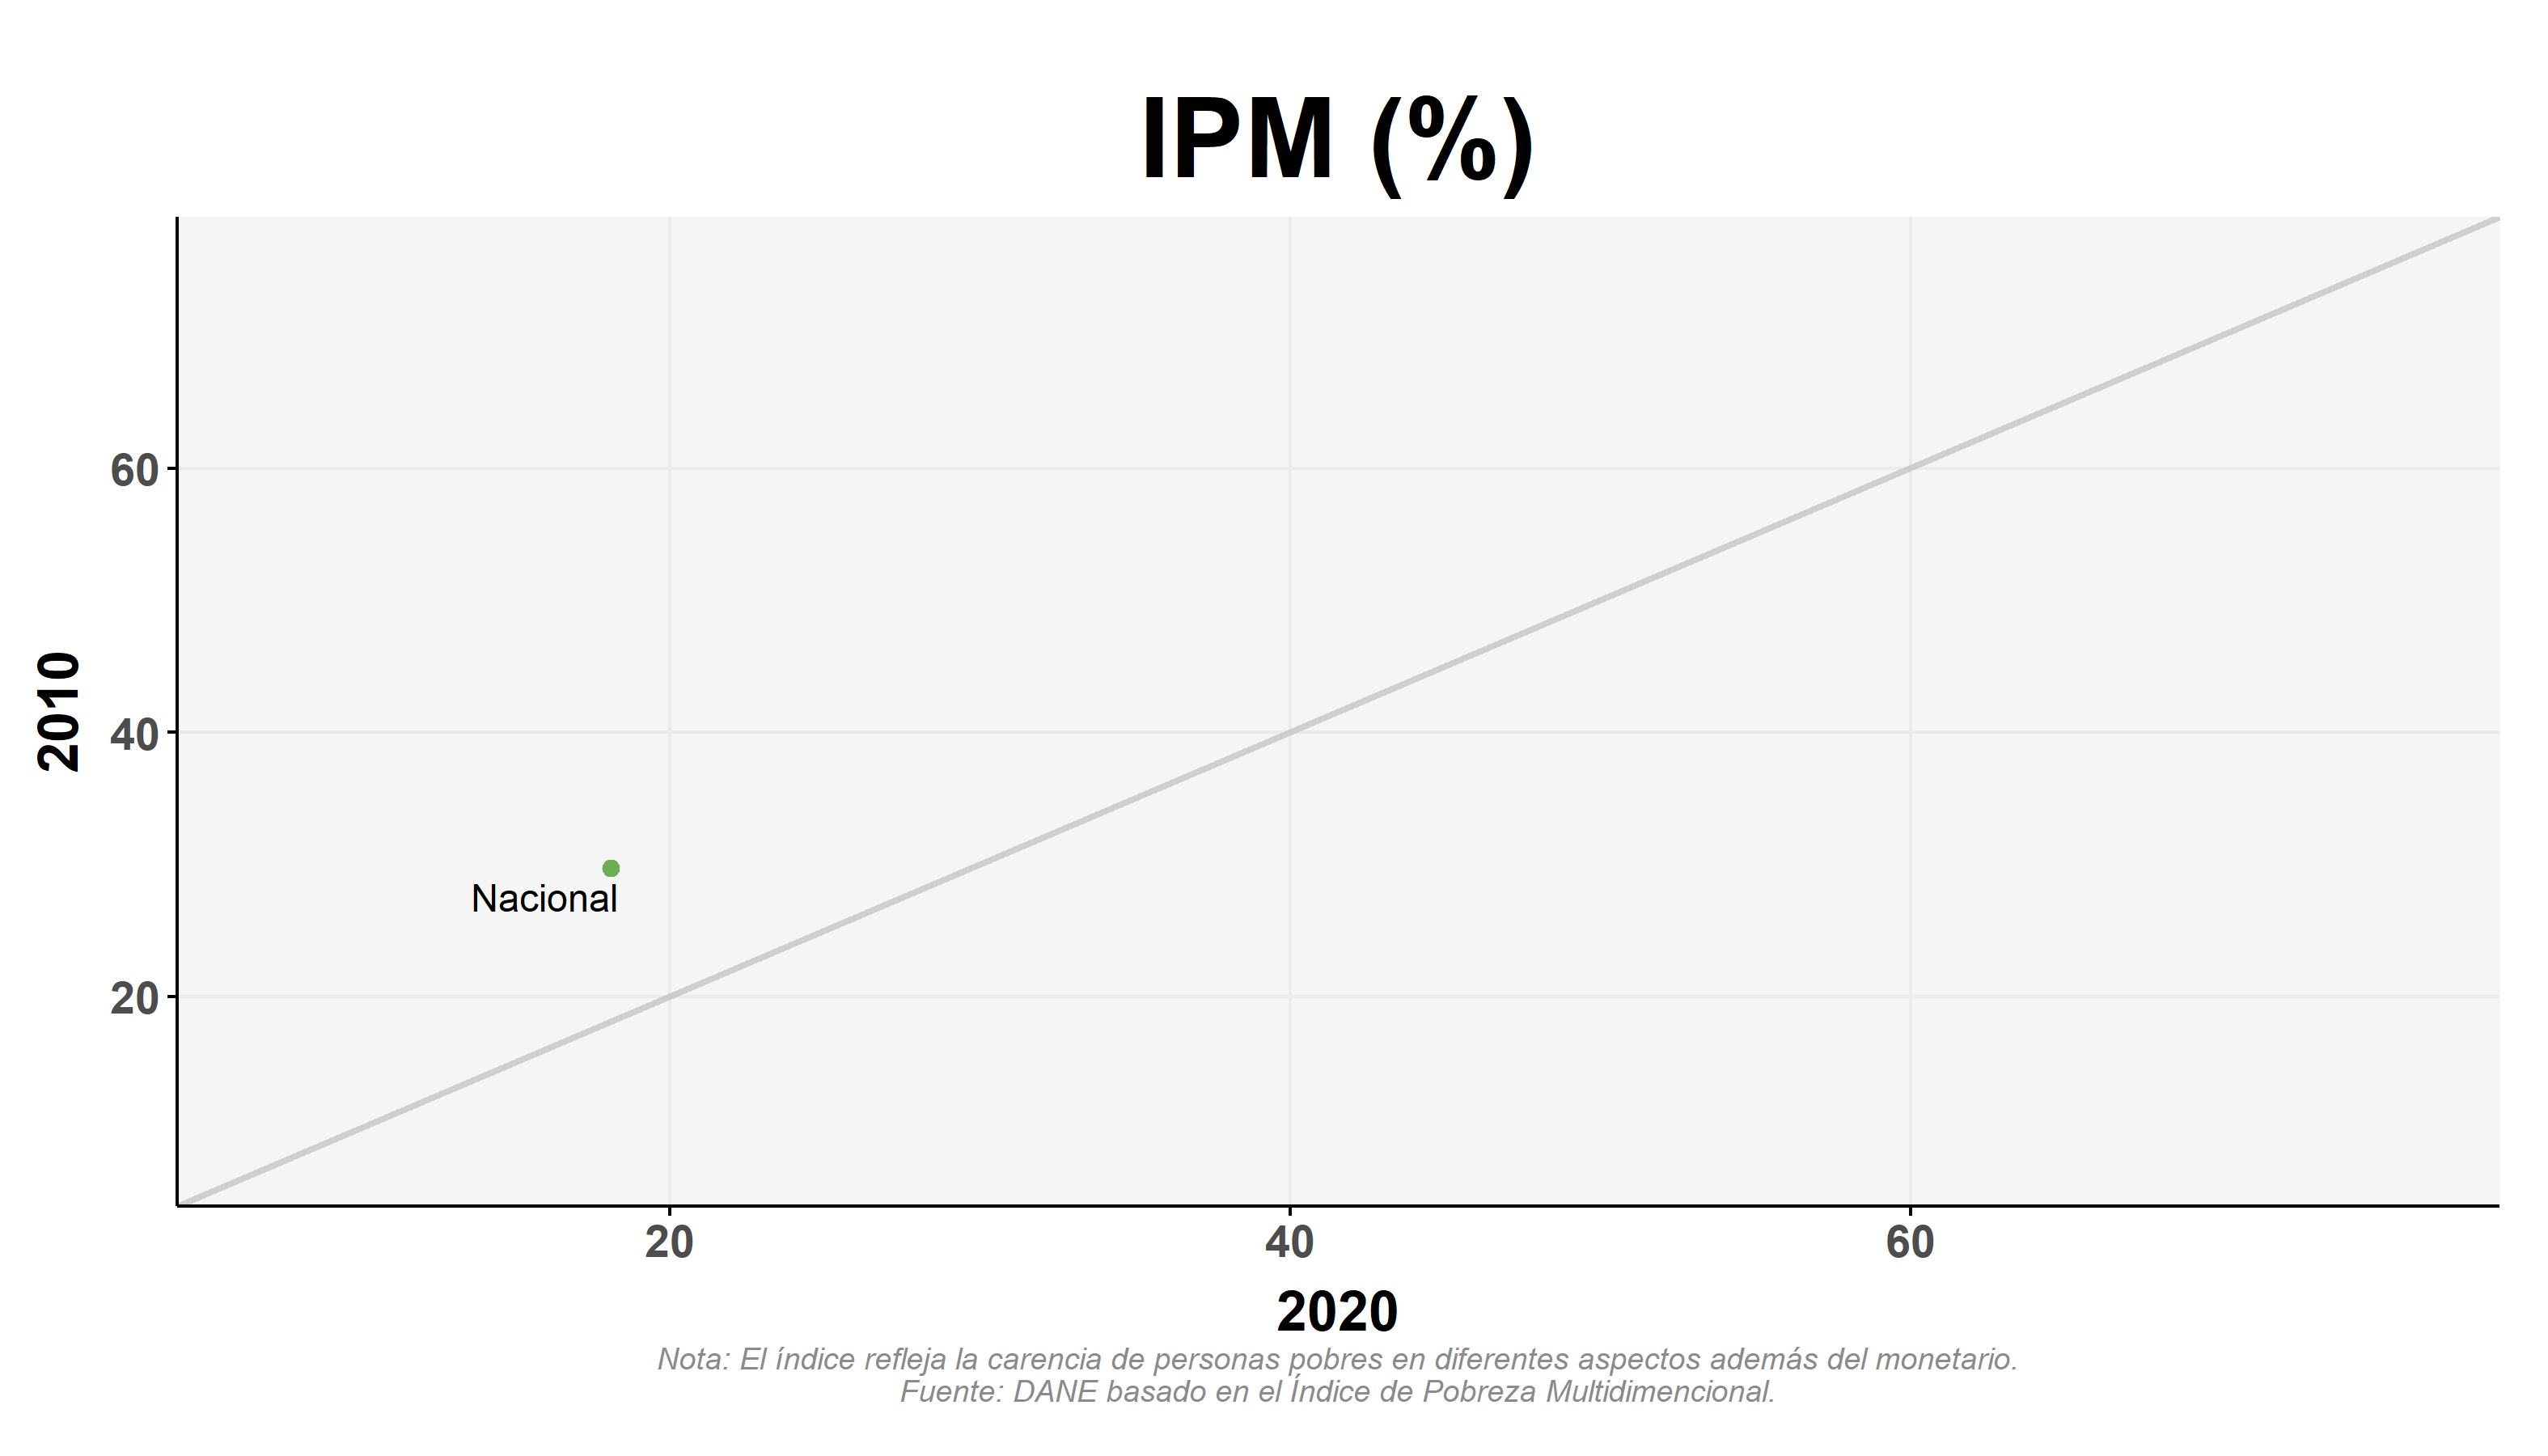 IPM (%)
2010
60
40
20
Nacional
20
40
60
2020
Nota: El índice refleja la carencia de personas pobres en diferentes aspectos además del monetario.
Fuente: DANE basado en el Índice de Pobreza Multidimencional.